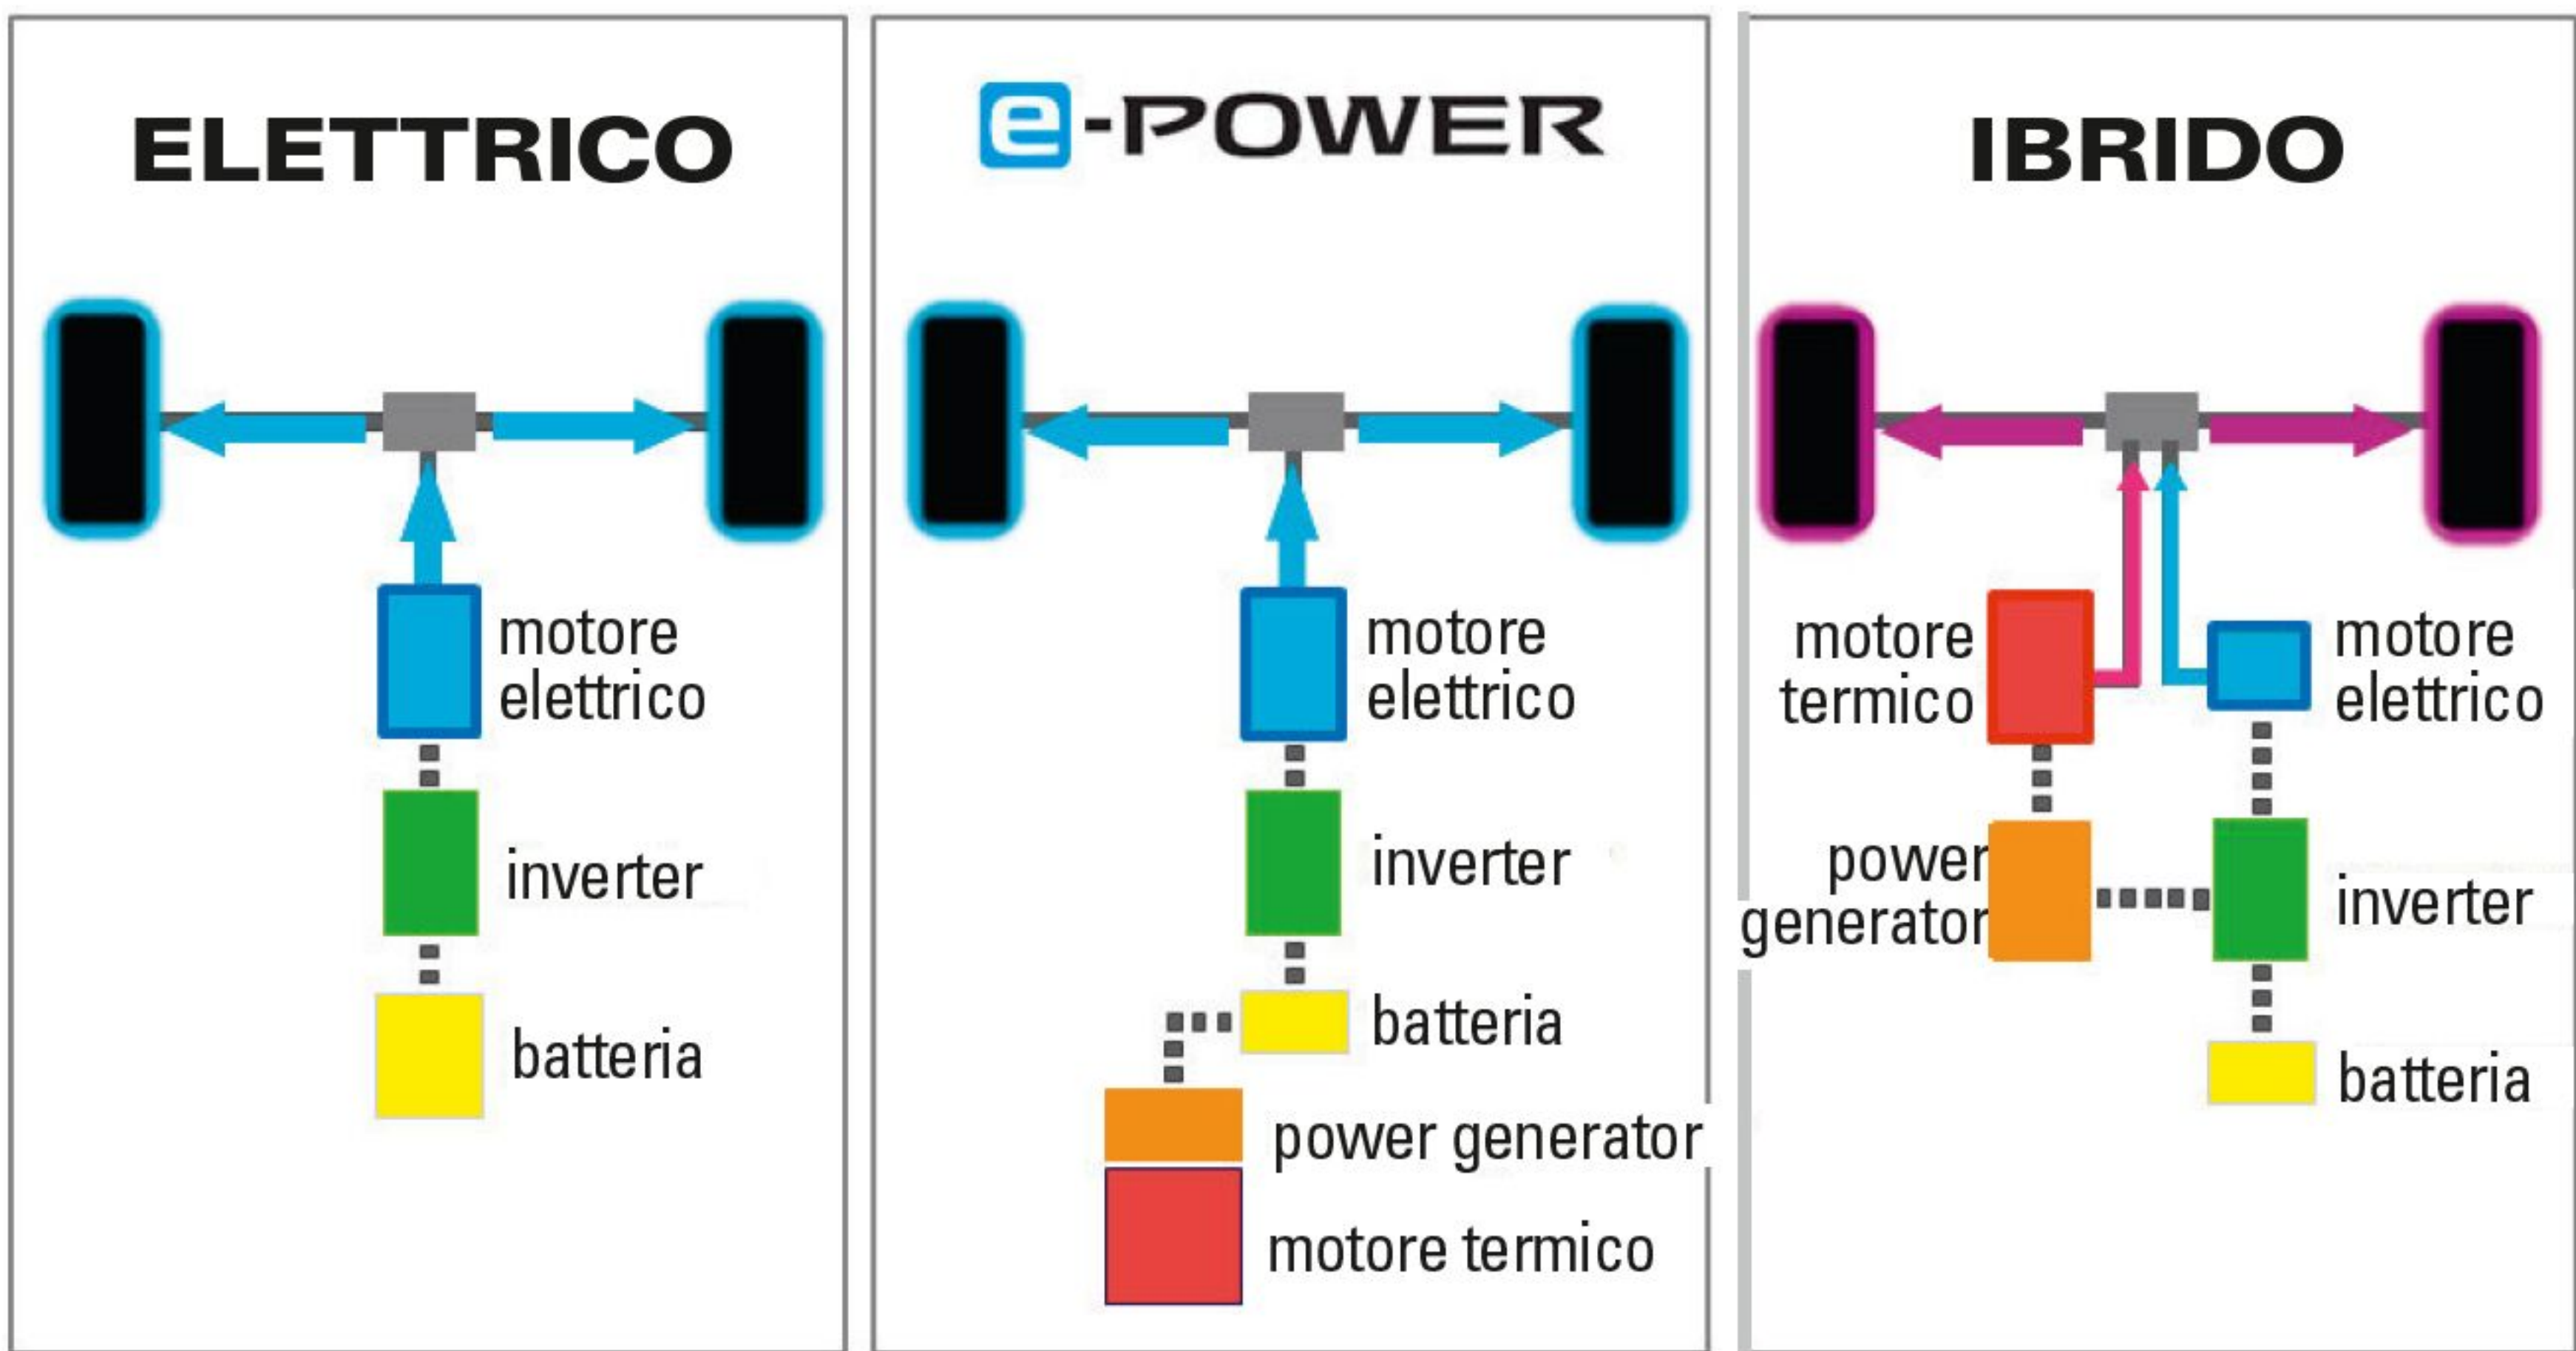 ELETTRICO
motore
elettrico
inverter
batteria
e-POWER
motore
elettrico
inverter
batteria
power generator
motore termico
IBRIDO
motore
termico
motore
elettrico
power
generator
inverter
batteria